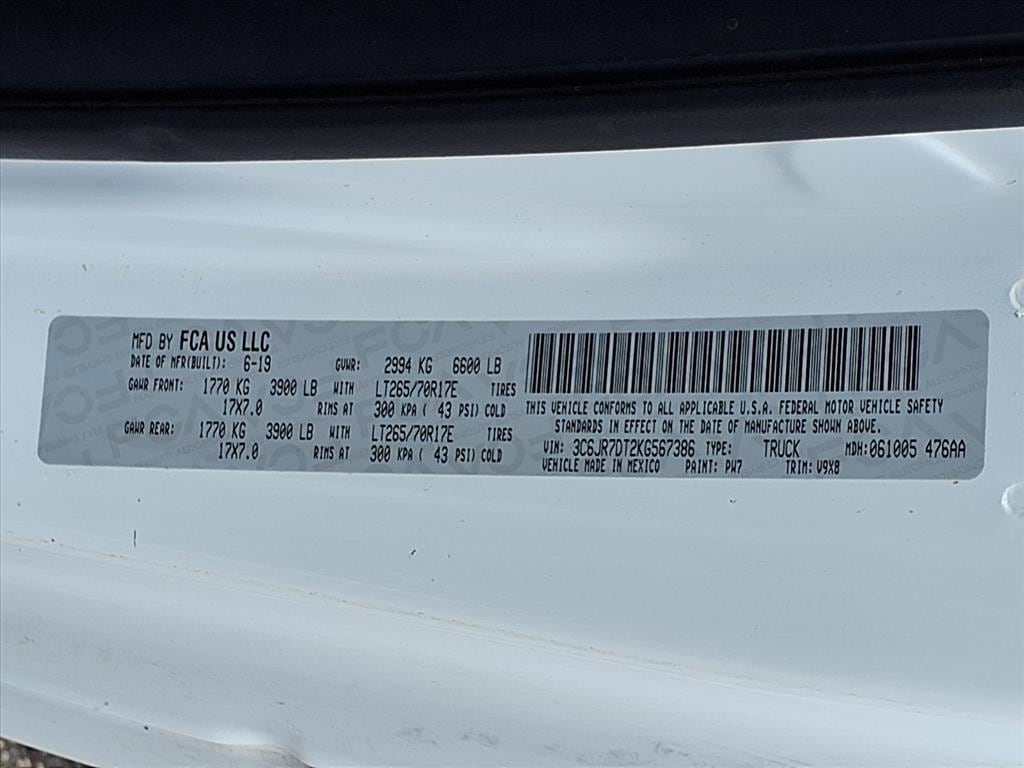 MFD BY FCA US LLC
DATE OF MFR(BUILT): 6-19 GVWR: 2994 KG 6600 LB
GAWR FRONT: 1770 KG 3900 LB WITH LT265/70R17E TIRES
17X7.0 RIMS AT 300 KPA ( 43 PSI) COLD
GAWR REAR: 1770 KG 3900 LB WITH LT265/70R17E TIRES
17X7.0 RIMS AT 300 KPA ( 43 PSI) COLD
THIS VEHICLE CONFORMS TO ALL APPLICABLE U.S.A. FEDERAL MOTOR VEHICLE SAFETY
STANDARDS IN EFFECT ON THE DATE OF MANUFACTURE SHOWN ABOVE.
VIN: 3C6JR7DT2KG567386 TYPE: TRUCK MDH:061005 476AA
VEHICLE MADE IN MEXICO PAINT: PW7 TRIM: V9X8